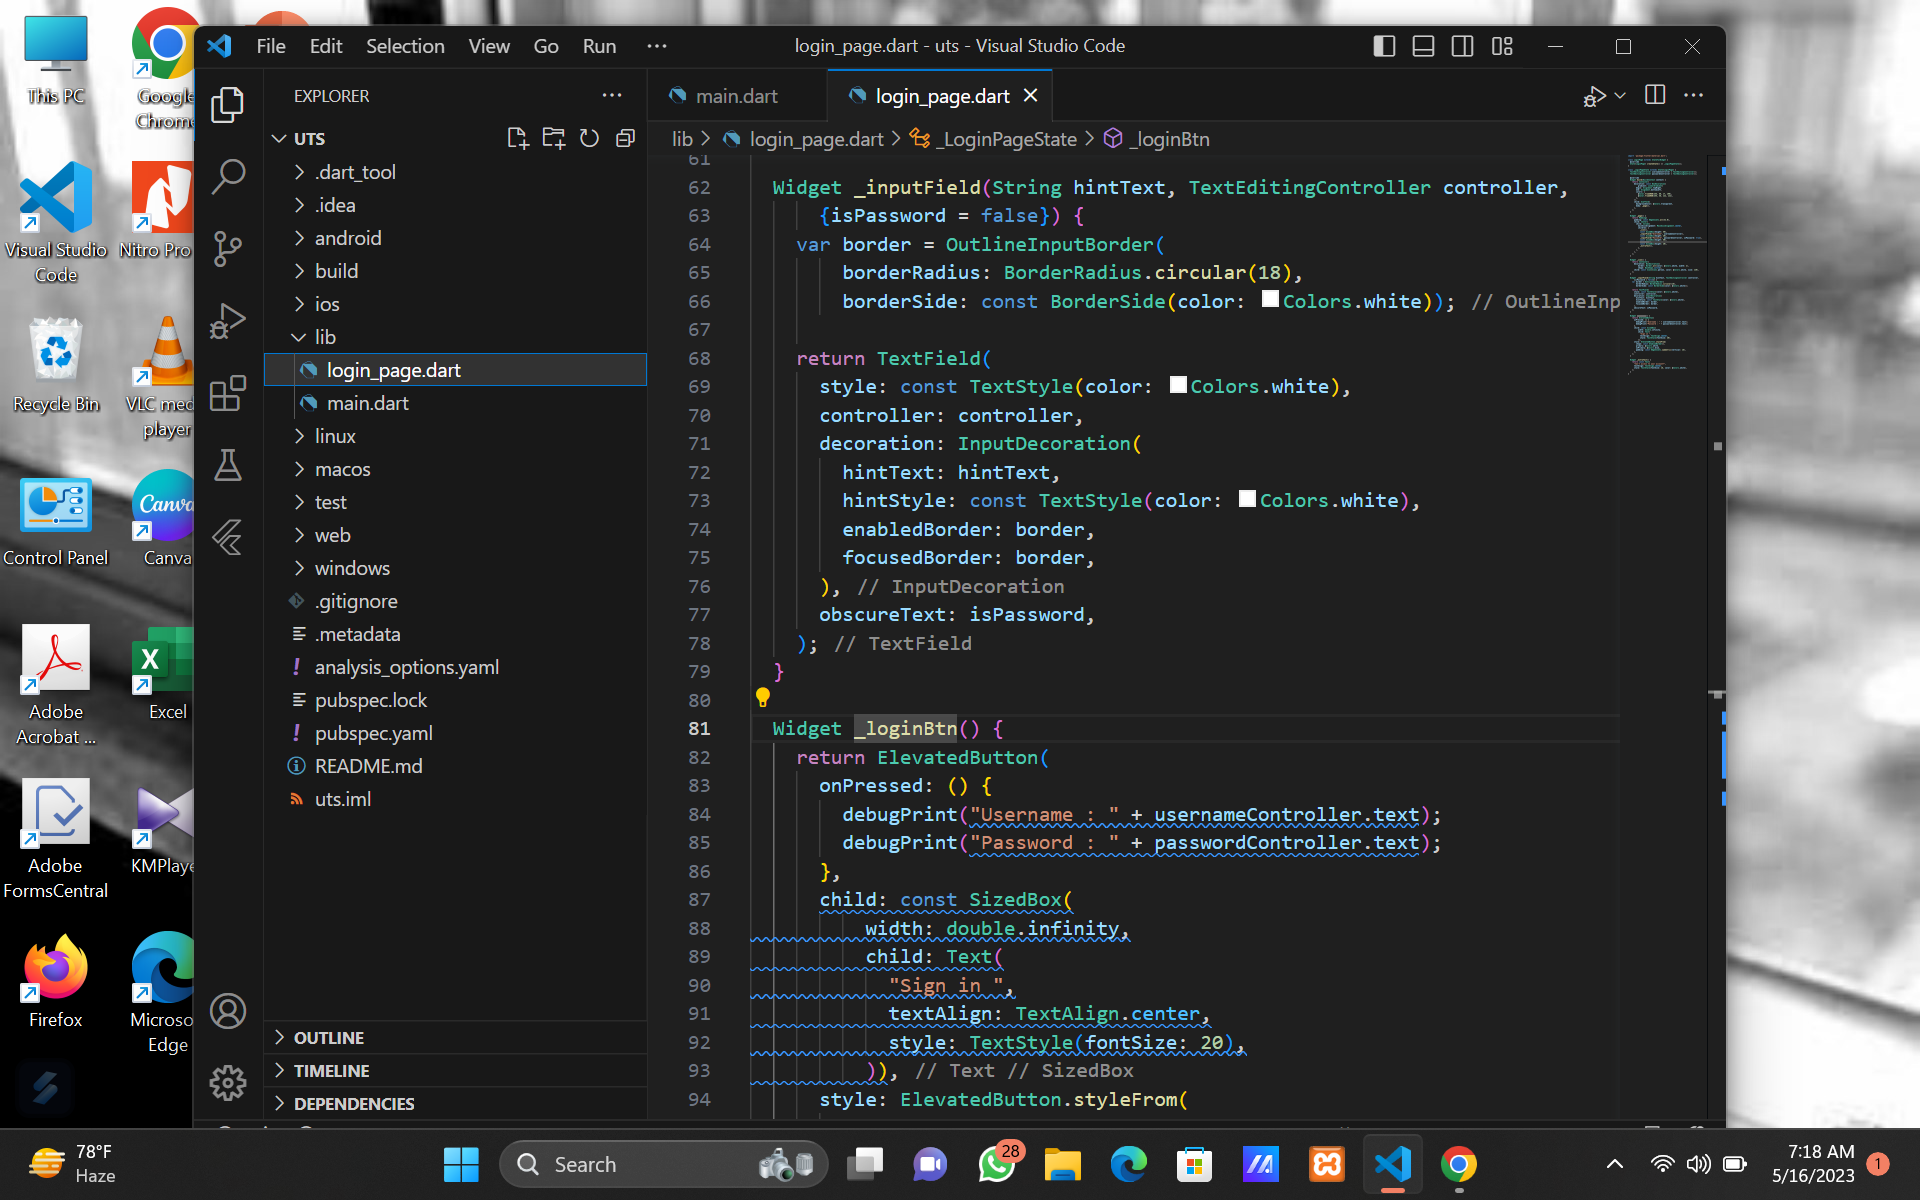 This PC
Google Chrome
Visual Studio Code
Nitro Pro
Recycle Bin
VLC med player
Control Panel
Canva
Adobe Acrobat ...
Excel
Adobe FormsCentral
KMPlaye
Firefox
Microso Edge
File Edit Selection View Go Run ···
login_page.dart - uts - Visual Studio Code
EXPLORER
UTS
.dart_tool
.idea
android
build
ios
lib
login_page.dart
main.dart
linux
macos
test
web
windows
.gitignore
.metadata
analysis_options.yaml
pubspec.lock
pubspec.yaml
README.md
uts.iml
OUTLINE
TIMELINE
DEPENDENCIES
main.dart login_page.dart
lib > login_page.dart > _LoginPageState > _loginBtn
61
62 Widget _inputField(String hintText, TextEditingController controller,
63 {isPassword = false}) {
64 var border = OutlineInputBorder(
65 borderRadius: BorderRadius.circular(18),
66 borderSide: const BorderSide(color: Colors.white)); // OutlineInp
67
68 return TextField(
69 style: const TextStyle(color: Colors.white),
70 controller: controller,
71 decoration: InputDecoration(
72 hintText: hintText,
73 hintStyle: const TextStyle(color: Colors.white),
74 enabledBorder: border,
75 focusedBorder: border,
76 ), // InputDecoration
77 obscureText: isPassword,
78 ); // TextField
79 }
80
81 Widget _loginBtn() {
82 return ElevatedButton(
83 onPressed: () {
84 debugPrint("Username : " + usernameController.text);
85 debugPrint("Password : " + passwordController.text);
86 },
87 child: const SizedBox(
88 width: double.infinity,
89 child: Text(
90 "Sign in ",
91 textAlign: TextAlign.center,
92 style: TextStyle(fontSize: 20),
93 )), // Text // SizedBox
94 style: ElevatedButton.styleFrom(
78°F
Haze
Search
28
7:18 AM
5/16/2023
1